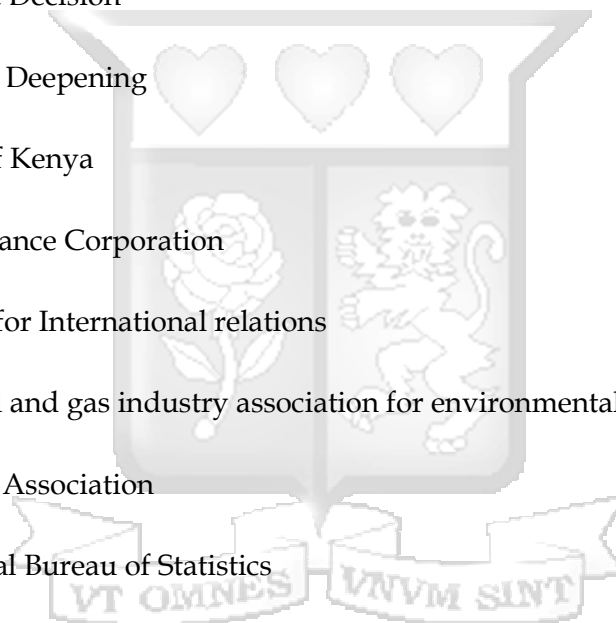 Decision
Deepening
f Kenya
ance Corporation
for International relations
and gas industry association for environmental
Association
al Bureau of Statistics
VT OMNES VNVM SINT